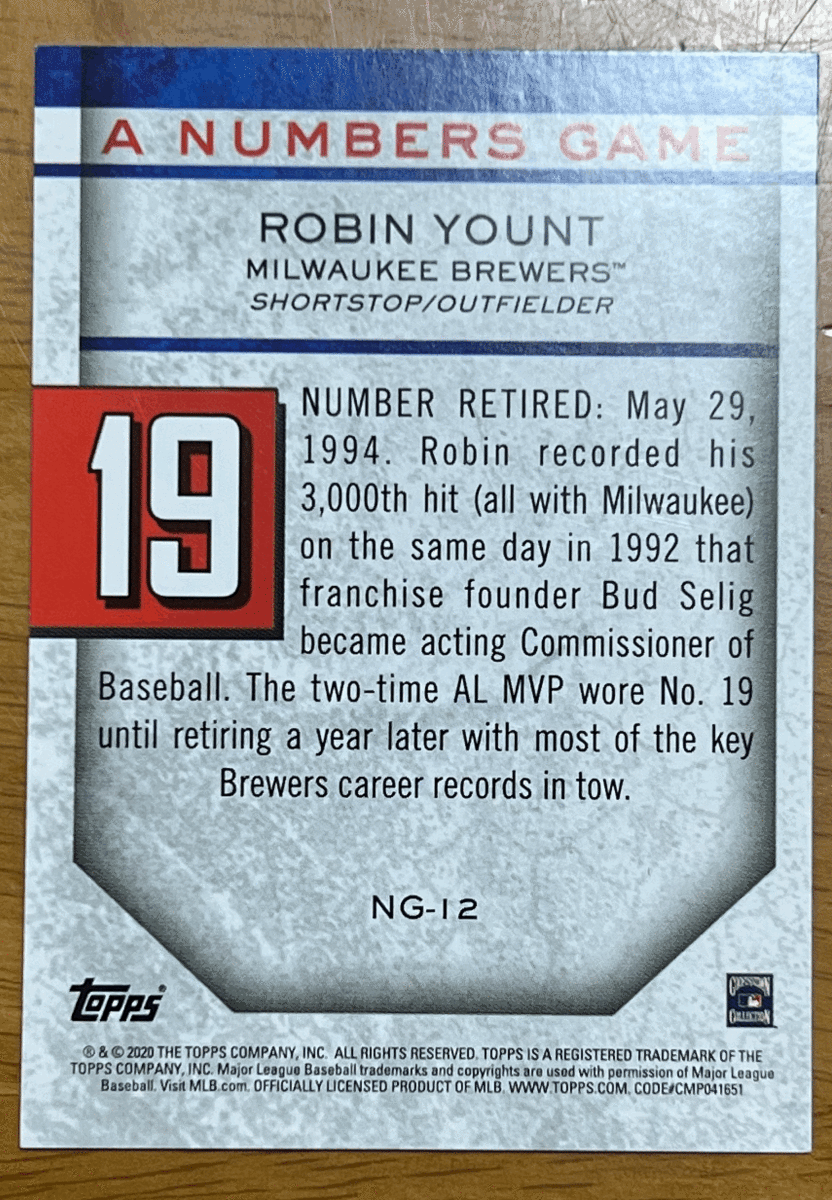 A NUMBERS GAME
ROBIN YOUNT
MILWAUKEE BREWERS™
SHORTSTOP/OUTFIELDER
19
NUMBER RETIRED: May 29,
1994. Robin recorded his
3,000th hit (all with Milwaukee)
on the same day in 1992 that
franchise founder Bud Selig
became acting Commissioner of
Baseball. The two-time AL MVP wore No. 19
until retiring a year later with most of the key
Brewers career records in tow.
NG-12
Topps®
COOPERSTOWN
COLLECTION
® & © 2020 THE TOPPS COMPANY, INC. ALL RIGHTS RESERVED. TOPPS IS A REGISTERED TRADEMARK OF THE
TOPPS COMPANY, INC. Major League Baseball trademarks and copyrights are used with permission of Major League
Baseball. Visit MLB.com. OFFICIALLY LICENSED PRODUCT OF MLB. WWW.TOPPS.COM. CODE#CMP041651